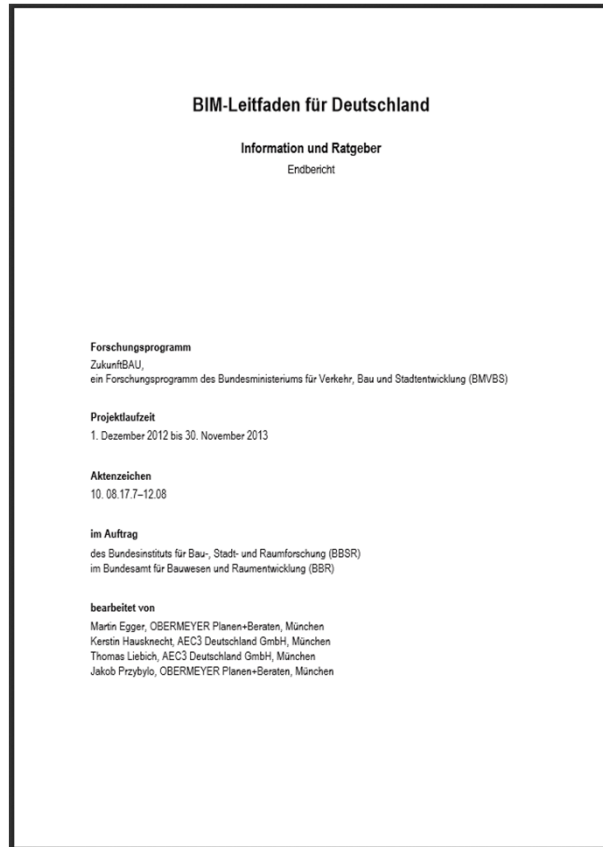 BIM-Leitfaden für Deutschland
Information und Ratgeber
Endbericht
Forschungsprogramm
ZukunftBAU,
ein Forschungsprogramm des Bundesministeriums für Verkehr, Bau und Stadtentwicklung (BMVBS)
Projektlaufzeit
1. Dezember 2012 bis 30. November 2013
Aktenzeichen
10. 08.17.7–12.08
im Auftrag
des Bundesinstituts für Bau-, Stadt- und Raumforschung (BBSR)
im Bundesamt für Bauwesen und Raumentwicklung (BBR)
bearbeitet von
Martin Egger, OBERMEYER Planen+Beraten, München
Kerstin Hausknecht, AEC3 Deutschland GmbH, München
Thomas Liebich, AEC3 Deutschland GmbH, München
Jakob Przybylo, OBERMEYER Planen+Beraten, München